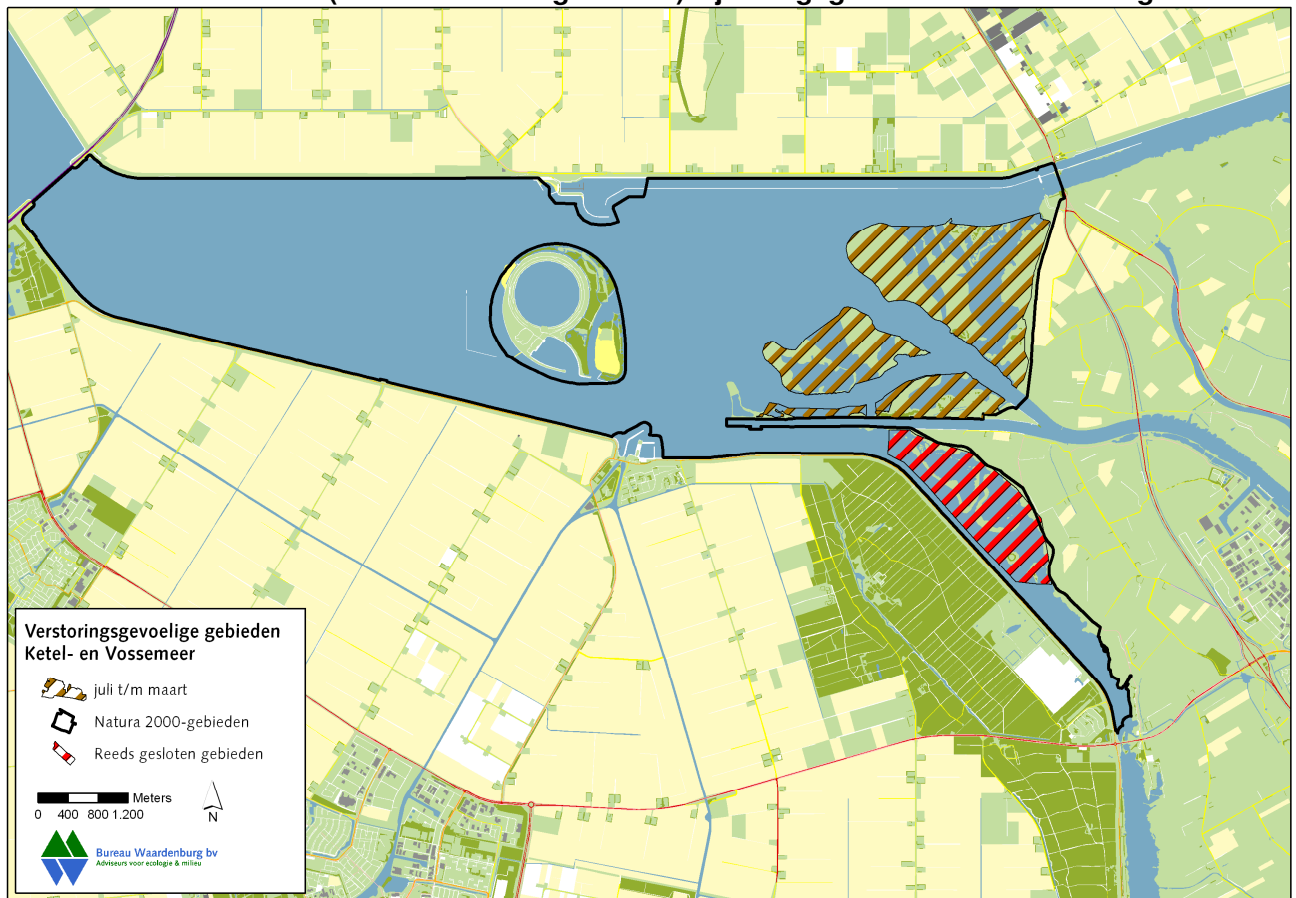 Verstoringsgevoelige gebieden
Ketel- en Vossemeer
juli t/m maart
Natura 2000-gebieden
Reeds gesloten gebieden
Meters
0 400 800 1.200
N
Bureau Waardenburg bv
Adviseurs voor ecologie & milieu